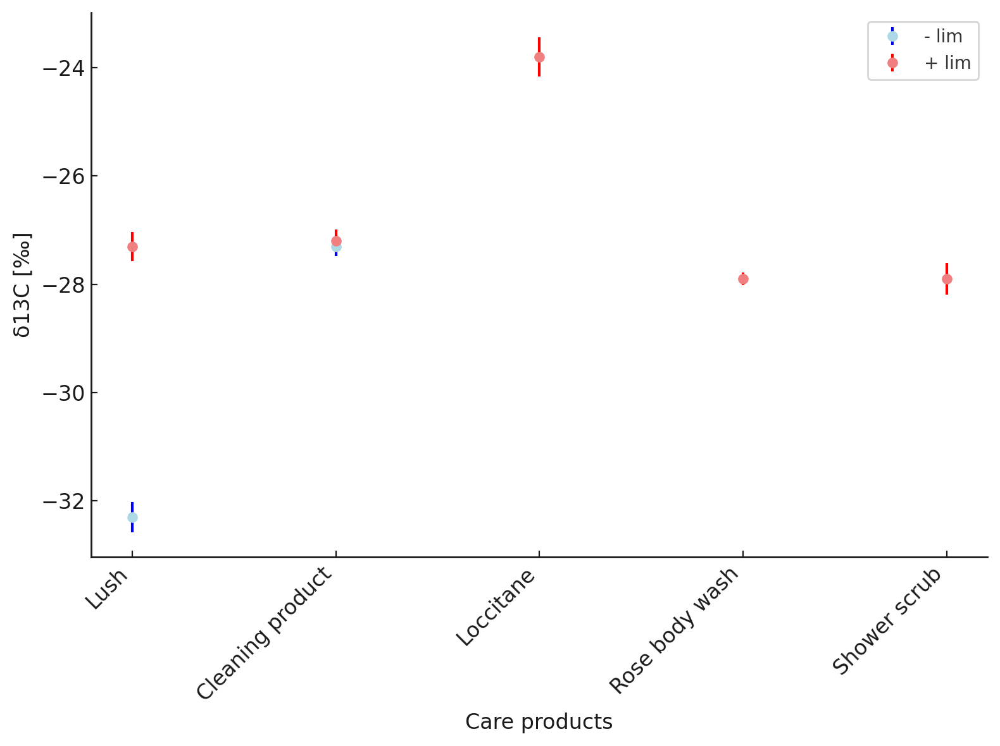 - lim
+ lim
−24
−26
−28
−30
−32
δ13C [‰]
Lush
Cleaning product
Loccitane
Rose body wash
Shower scrub
Care products